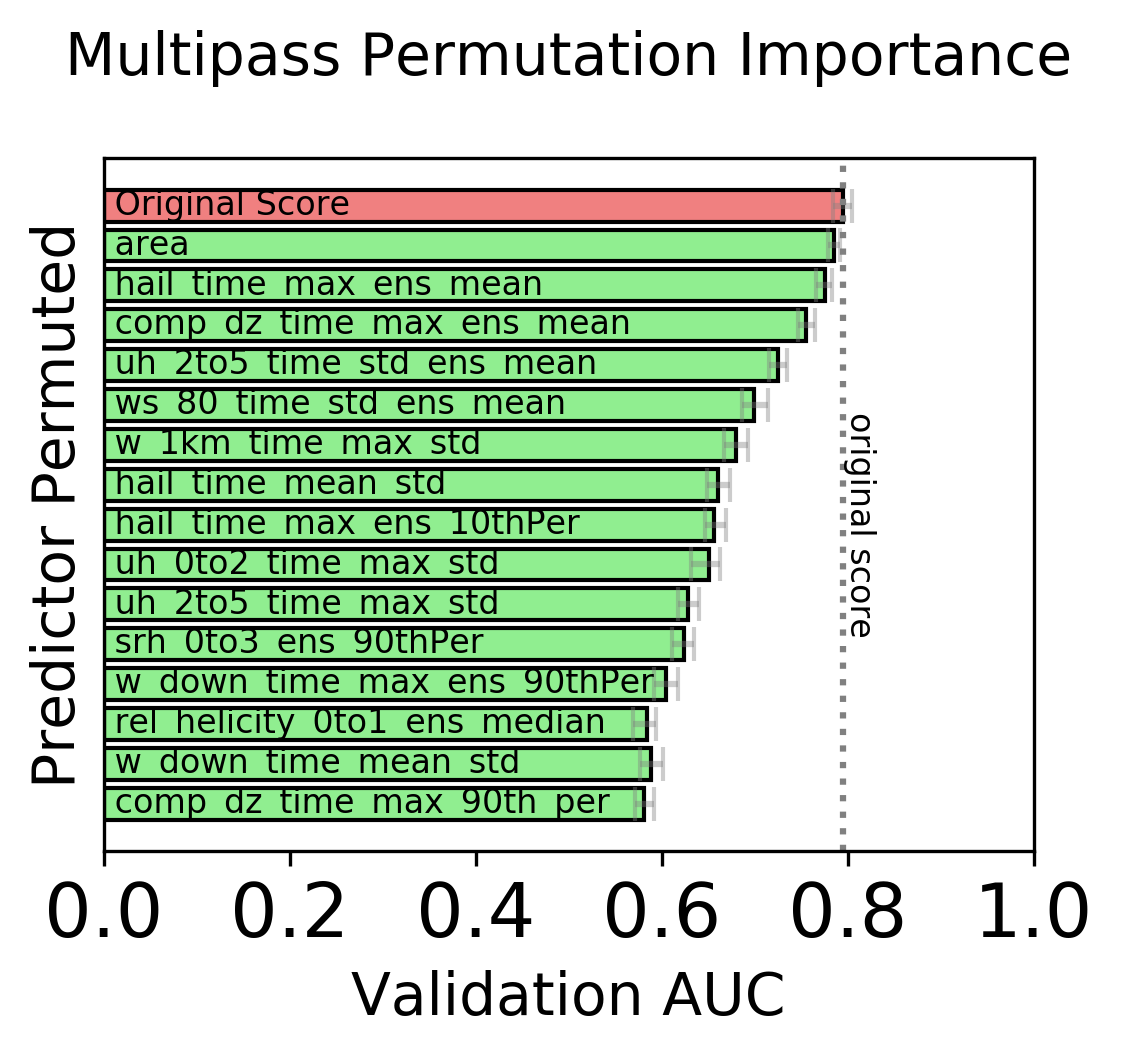 Multipass Permutation Importance
Predictor Permuted
Original Score
area
hail_time_max_ens_mean
comp_dz_time_max_ens_mean
uh_2to5_time_std_ens_mean
ws_80_time_std_ens_mean
w_1km_time_max_std
hail_time_mean_std
hail_time_max_ens_10thPer
uh_0to2_time_max_std
uh_2to5_time_max_std
srh_0to3_ens_90thPer
w_down_time_max_ens_90thPer
rel_helicity_0to1_ens_median
w_down_time_mean_std
comp_dz_time_max_90th_per
original score
0.0 0.2 0.4 0.6 0.8 1.0
Validation AUC